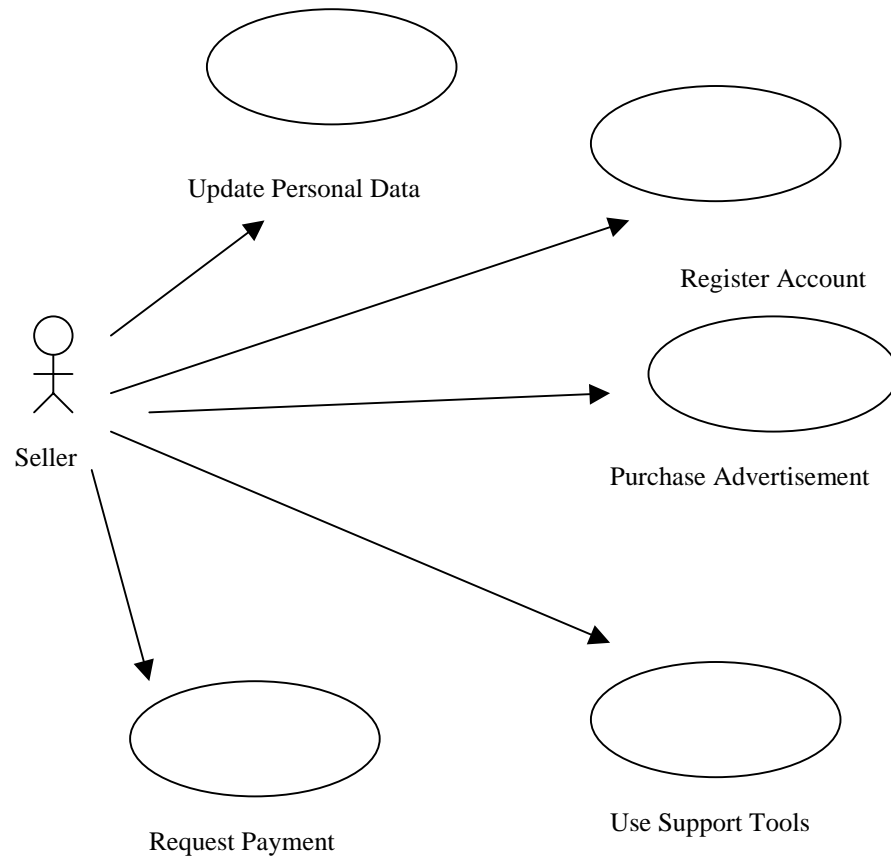 Update Personal Data
Register Account
Seller
Purchase Advertisement
Use Support Tools
Request Payment